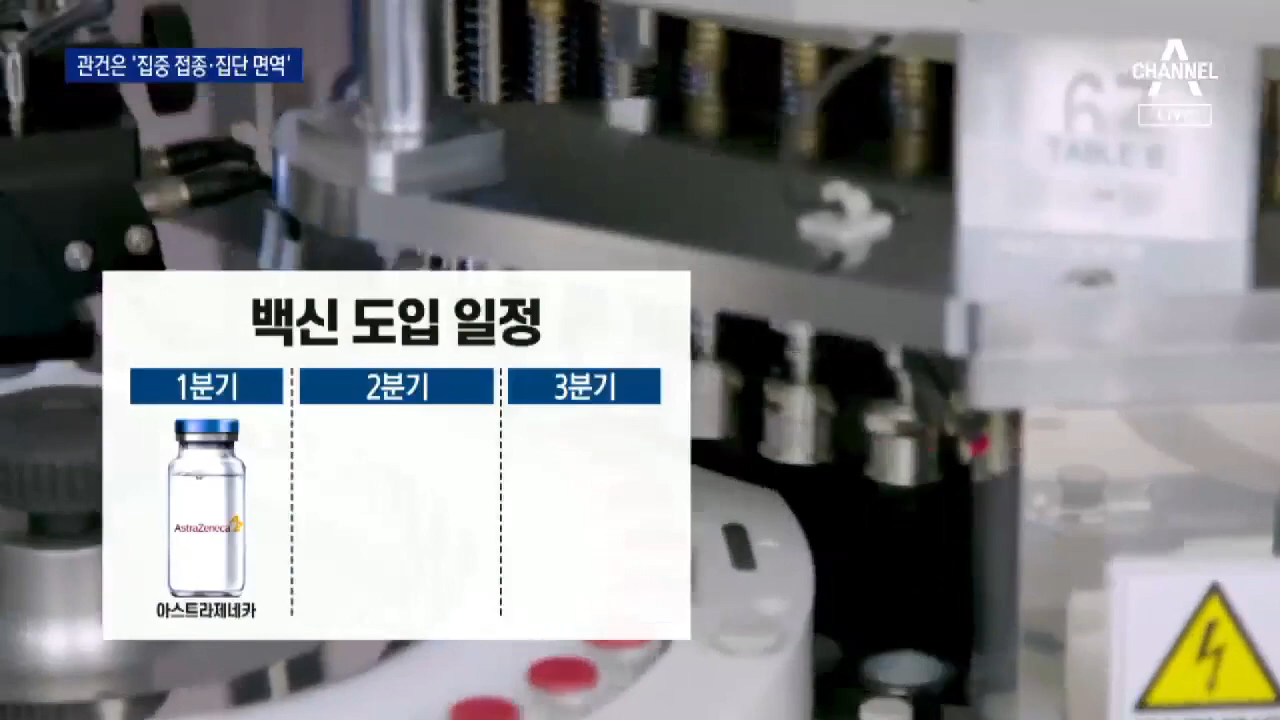 관건은 '집중 접종·집단 면역'
CHANNEL
LIVE
67
TABLE B
백신 도입 일정
1분기
2분기
3분기
AstraZeneca
아스트라제네카